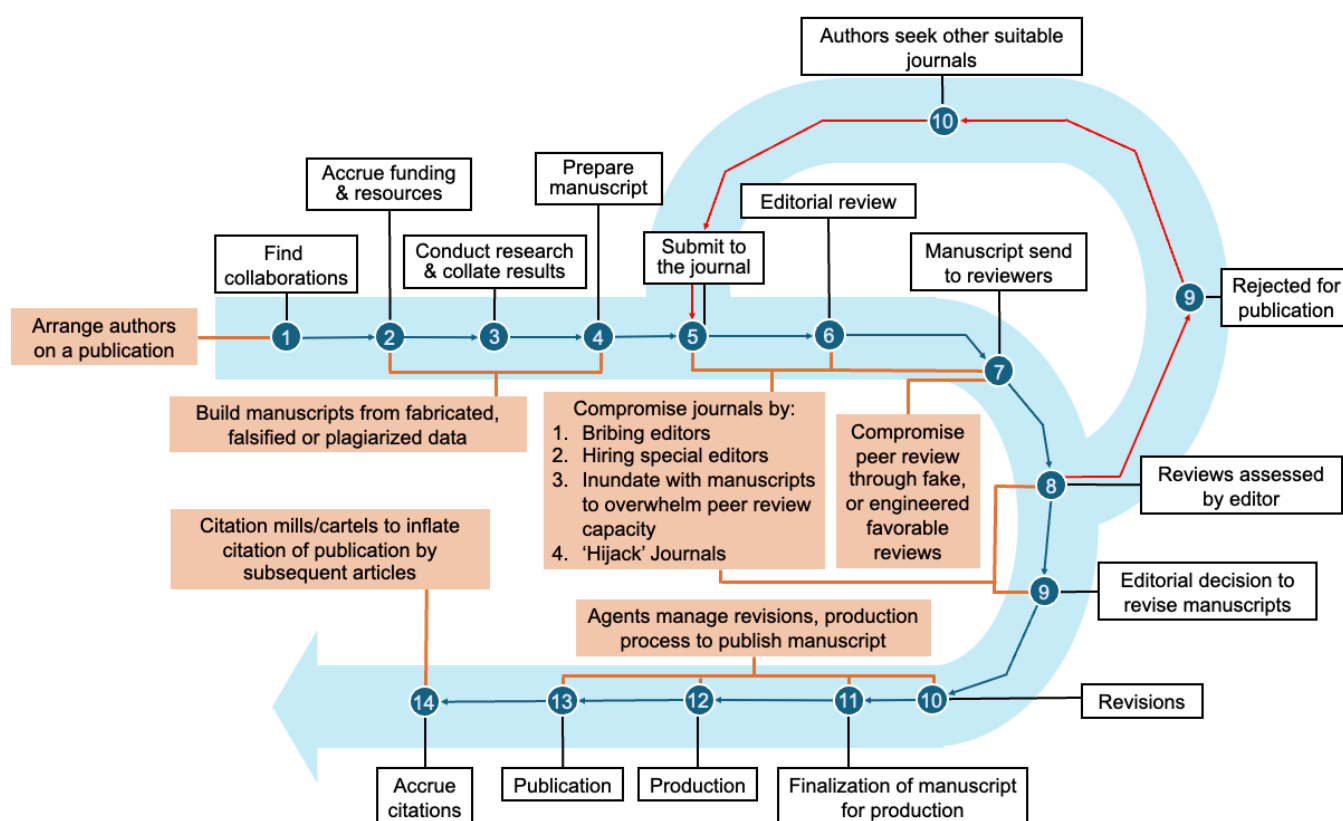 Authors seek other suitable
journals
10
Accrue funding
& resources
Prepare
manuscript
Editorial review
Find
collaborations
Conduct research
& collate results
Submit to
the journal
Manuscript send
to reviewers
9
Rejected for
publication
Arrange authors
on a publication
1
2
3
4
5
6
7
Build manuscripts from fabricated,
falsified or plagiarized data
Compromise journals by:
1. Bribing editors
2. Hiring special editors
3. Inundate with manuscripts
to overwhelm peer review
capacity
4. ‘Hijack’ Journals
Compromise
peer review
through fake,
or engineered
favorable
reviews
8
Reviews assessed
by editor
Citation mills/cartels to inflate
citation of publication by
subsequent articles
9
Editorial decision to
revise manuscripts
Agents manage revisions, production
process to publish manuscript
14
13
12
11
10
Revisions
Accrue
citations
Publication
Production
Finalization of manuscript
for production